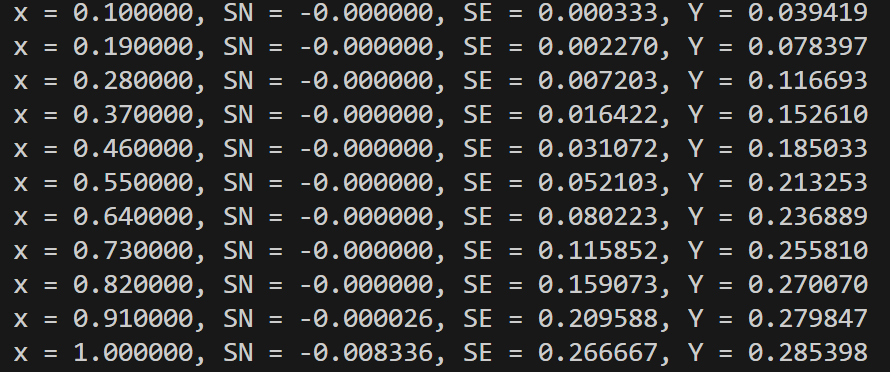 x = 0.100000, SN = -0.000000, SE = 0.000333, Y = 0.039419
x = 0.190000, SN = -0.000000, SE = 0.002270, Y = 0.078397
x = 0.280000, SN = -0.000000, SE = 0.007203, Y = 0.116693
x = 0.370000, SN = -0.000000, SE = 0.016422, Y = 0.152610
x = 0.460000, SN = -0.000000, SE = 0.031072, Y = 0.185033
x = 0.550000, SN = -0.000000, SE = 0.052103, Y = 0.213253
x = 0.640000, SN = -0.000000, SE = 0.080223, Y = 0.236889
x = 0.730000, SN = -0.000000, SE = 0.115852, Y = 0.255810
x = 0.820000, SN = -0.000000, SE = 0.159073, Y = 0.270070
x = 0.910000, SN = -0.000026, SE = 0.209588, Y = 0.279847
x = 1.000000, SN = -0.008336, SE = 0.266667, Y = 0.285398